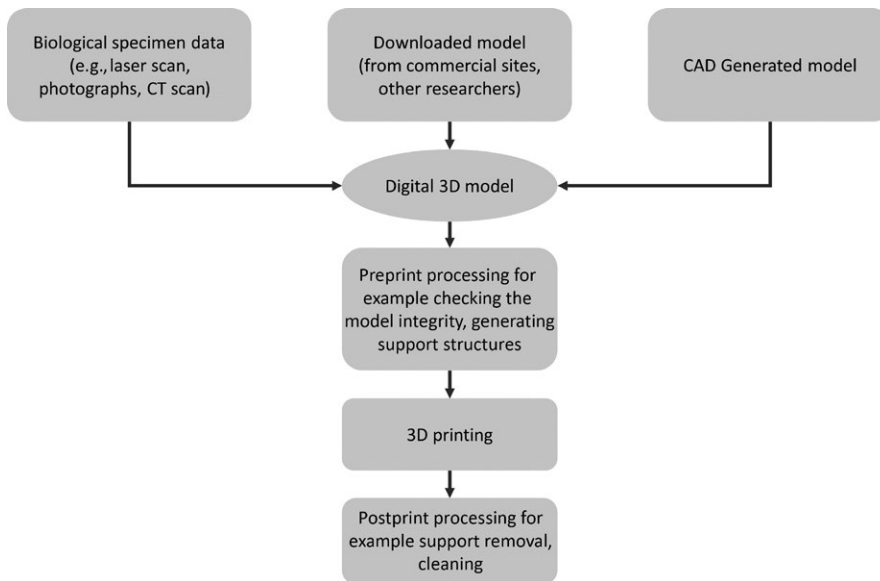 Biological specimen data
(e.g., laser scan,
photographs, CT scan)
Downloaded model
(from commercial sites,
other researchers)
CAD Generated model
Digital 3D model
Preprint processing for
example checking the
model integrity, generating
support structures
3D printing
Postprint processing for
example support removal,
cleaning